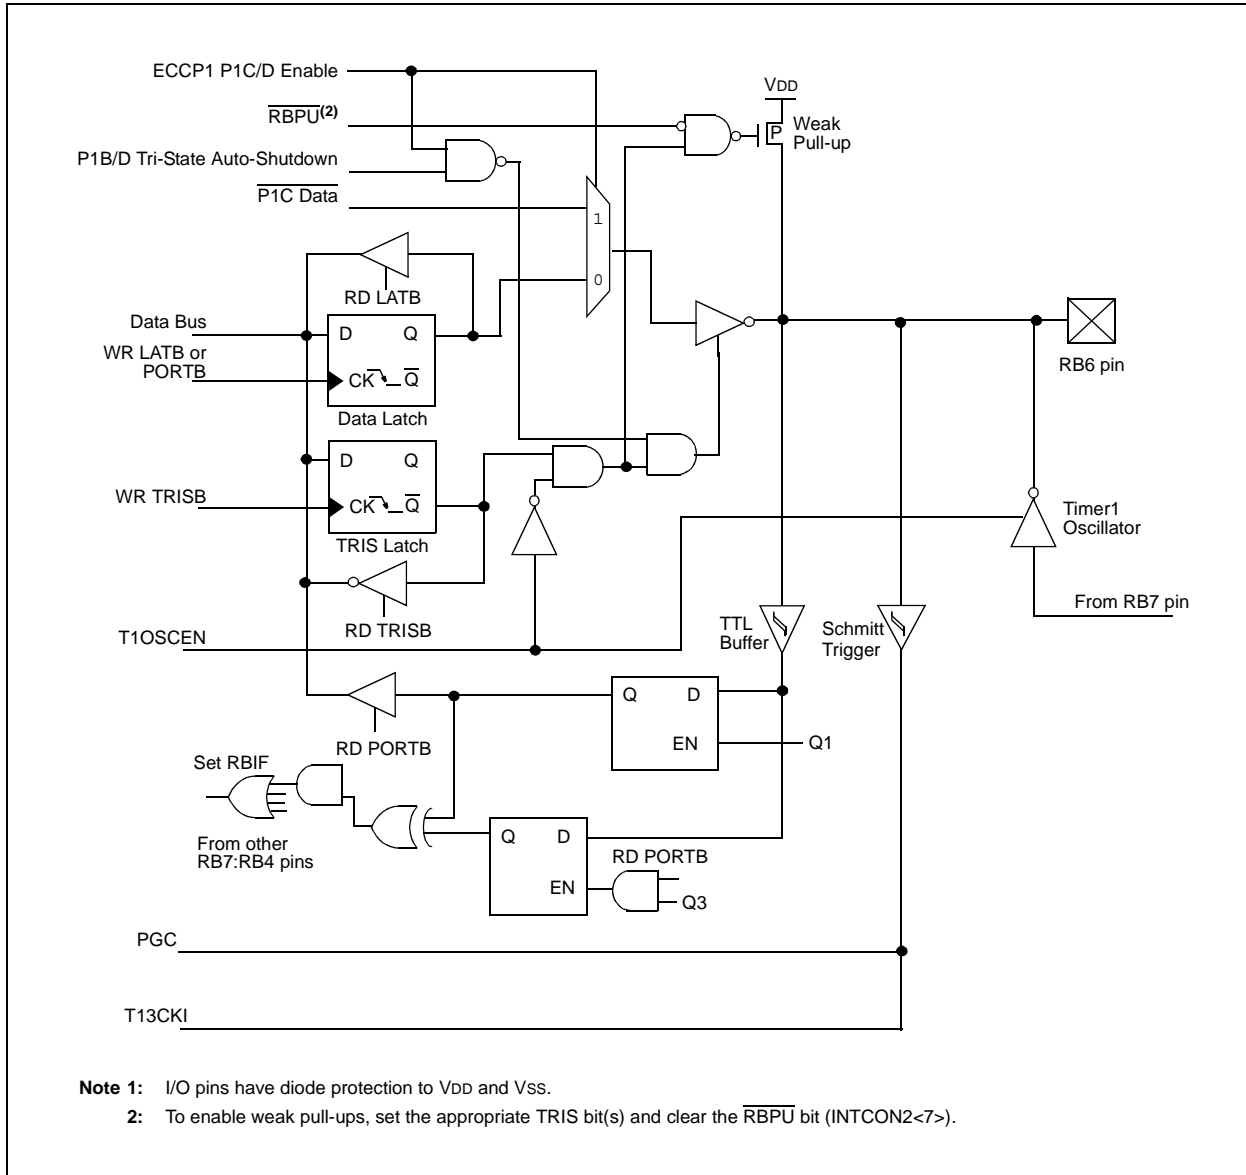 ECCP1 P1C/D Enable
VDD
RBPU(2)
P
Weak
Pull-up
P1B/D Tri-State Auto-Shutdown
P1C Data
1
0
RD LATB
Data Bus
D Q
WR LATB or
PORTB
CK Q
Data Latch
RB6 pin
D Q
WR TRISB
CK Q
TRIS Latch
Timer1
Oscillator
RD TRISB
From RB7 pin
T1OSCEN
TTL
Buffer
Schmitt
Trigger
Q D
EN
Q1
RD PORTB
Set RBIF
From other
RB7:RB4 pins
Q D
EN
RD PORTB
Q3
PGC
T13CKI
Note 1: I/O pins have diode protection to VDD and VSS.
2: To enable weak pull-ups, set the appropriate TRIS bit(s) and clear the RBPU bit (INTCON2<7>).